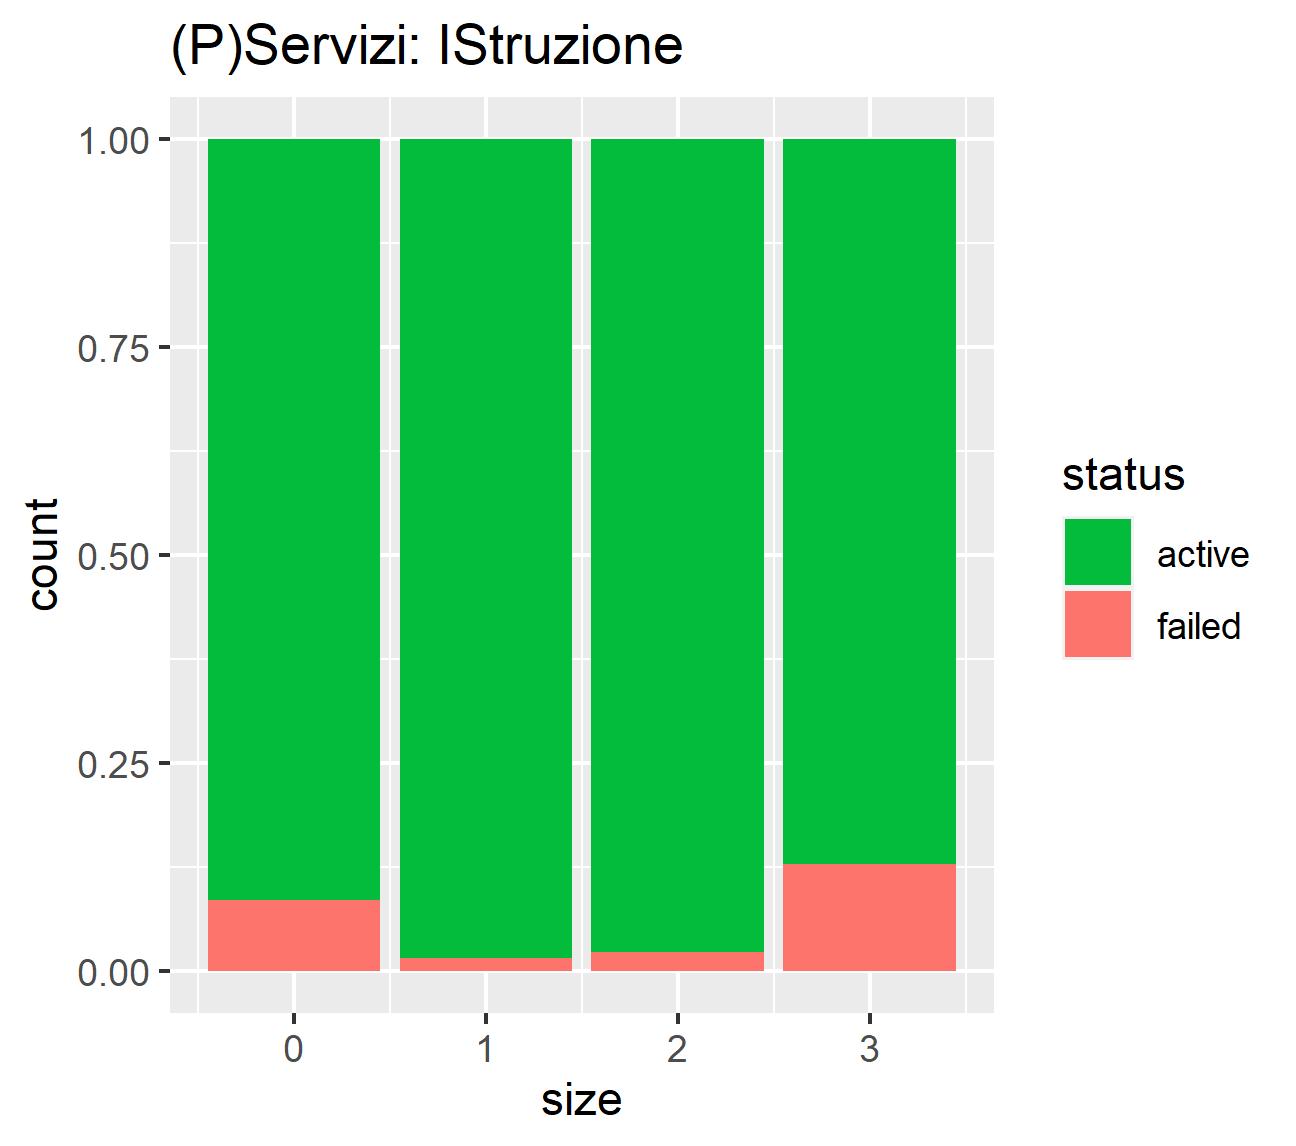 (P)Servizi: IStruzione
1.00
0.75
0.50
0.25
0.00
count
0 1 2 3
size
status
active
failed